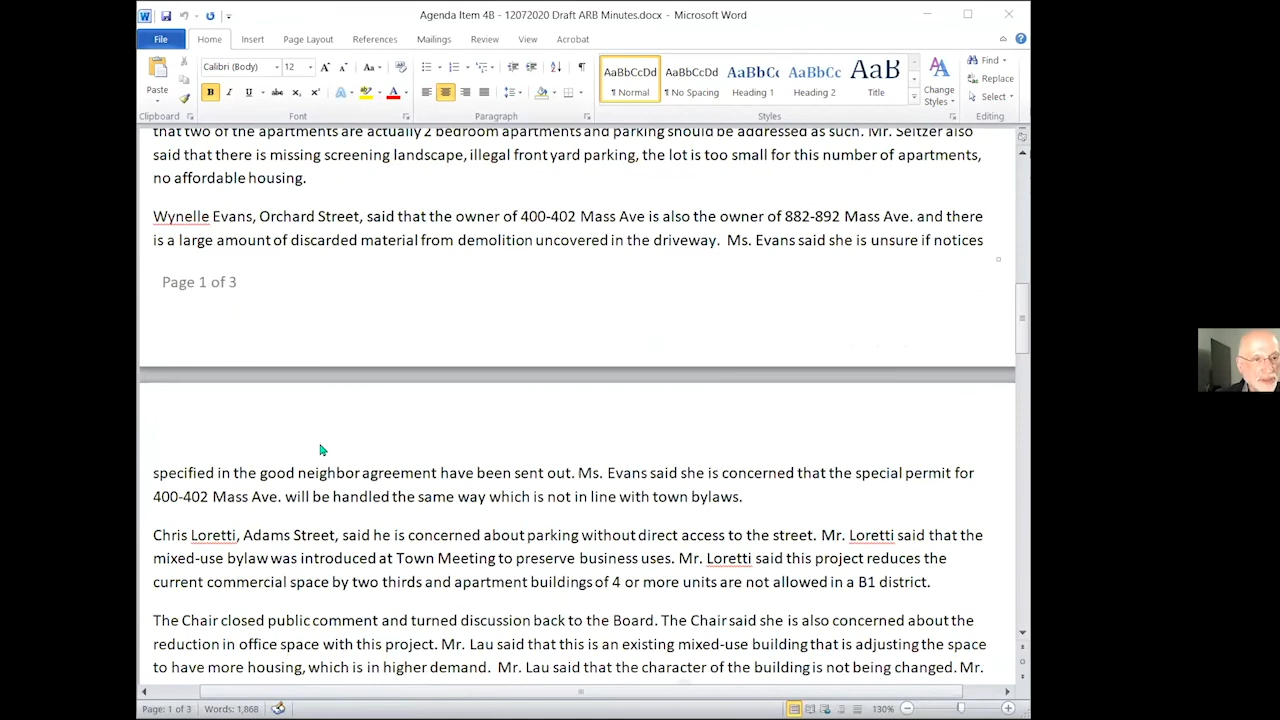 Agenda Item 4B - 12072020 Draft ARB Minutes.docx - Microsoft Word
File Home Insert Page Layout References Mailings Review View Acrobat
Calibri (Body) 12
AaBbCcDd AaBbCcDd AaBbCc AaBbCc AaB
Find
Replace
Select
Paste
¶ Normal ¶ No Spacing Heading 1 Heading 2 Title
Change Styles
Clipboard Font Paragraph Styles Editing
that two of the apartments are actually 2 bedroom apartments and parking should be addressed as such. Mr. Seltzer also
said that there is missing screening landscape, illegal front yard parking, the lot is too small for this number of apartments,
no affordable housing.
Wynelle Evans, Orchard Street, said that the owner of 400-402 Mass Ave is also the owner of 882-892 Mass Ave. and there
is a large amount of discarded material from demolition uncovered in the driveway. Ms. Evans said she is unsure if notices
Page 1 of 3
specified in the good neighbor agreement have been sent out. Ms. Evans said she is concerned that the special permit for
400-402 Mass Ave. will be handled the same way which is not in line with town bylaws.
Chris Loretti, Adams Street, said he is concerned about parking without direct access to the street. Mr. Loretti said that the
mixed-use bylaw was introduced at Town Meeting to preserve business uses. Mr. Loretti said this project reduces the
current commercial space by two thirds and apartment buildings of 4 or more units are not allowed in a B1 district.
The Chair closed public comment and turned discussion back to the Board. The Chair said she is also concerned about the
reduction in office space with this project. Mr. Lau said that this is an existing mixed-use building that is adjusting the space
to have more housing, which is in higher demand. Mr. Lau said that the character of the building is not being changed. Mr.
Page: 1 of 3 Words: 1,868 130%